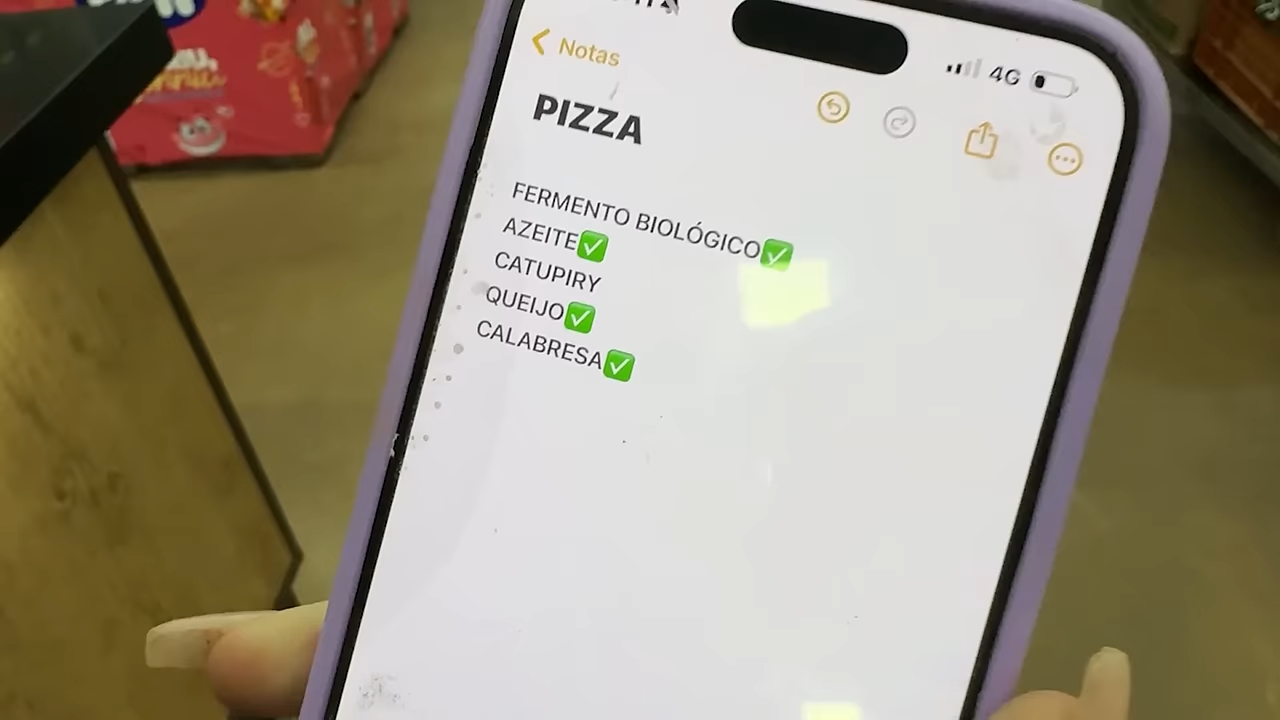 Notas
4G
PIZZA
FERMENTO BIOLÓGICO✅
AZEITE✅
CATUPIRY
QUEIJO✅
CALABRESA✅